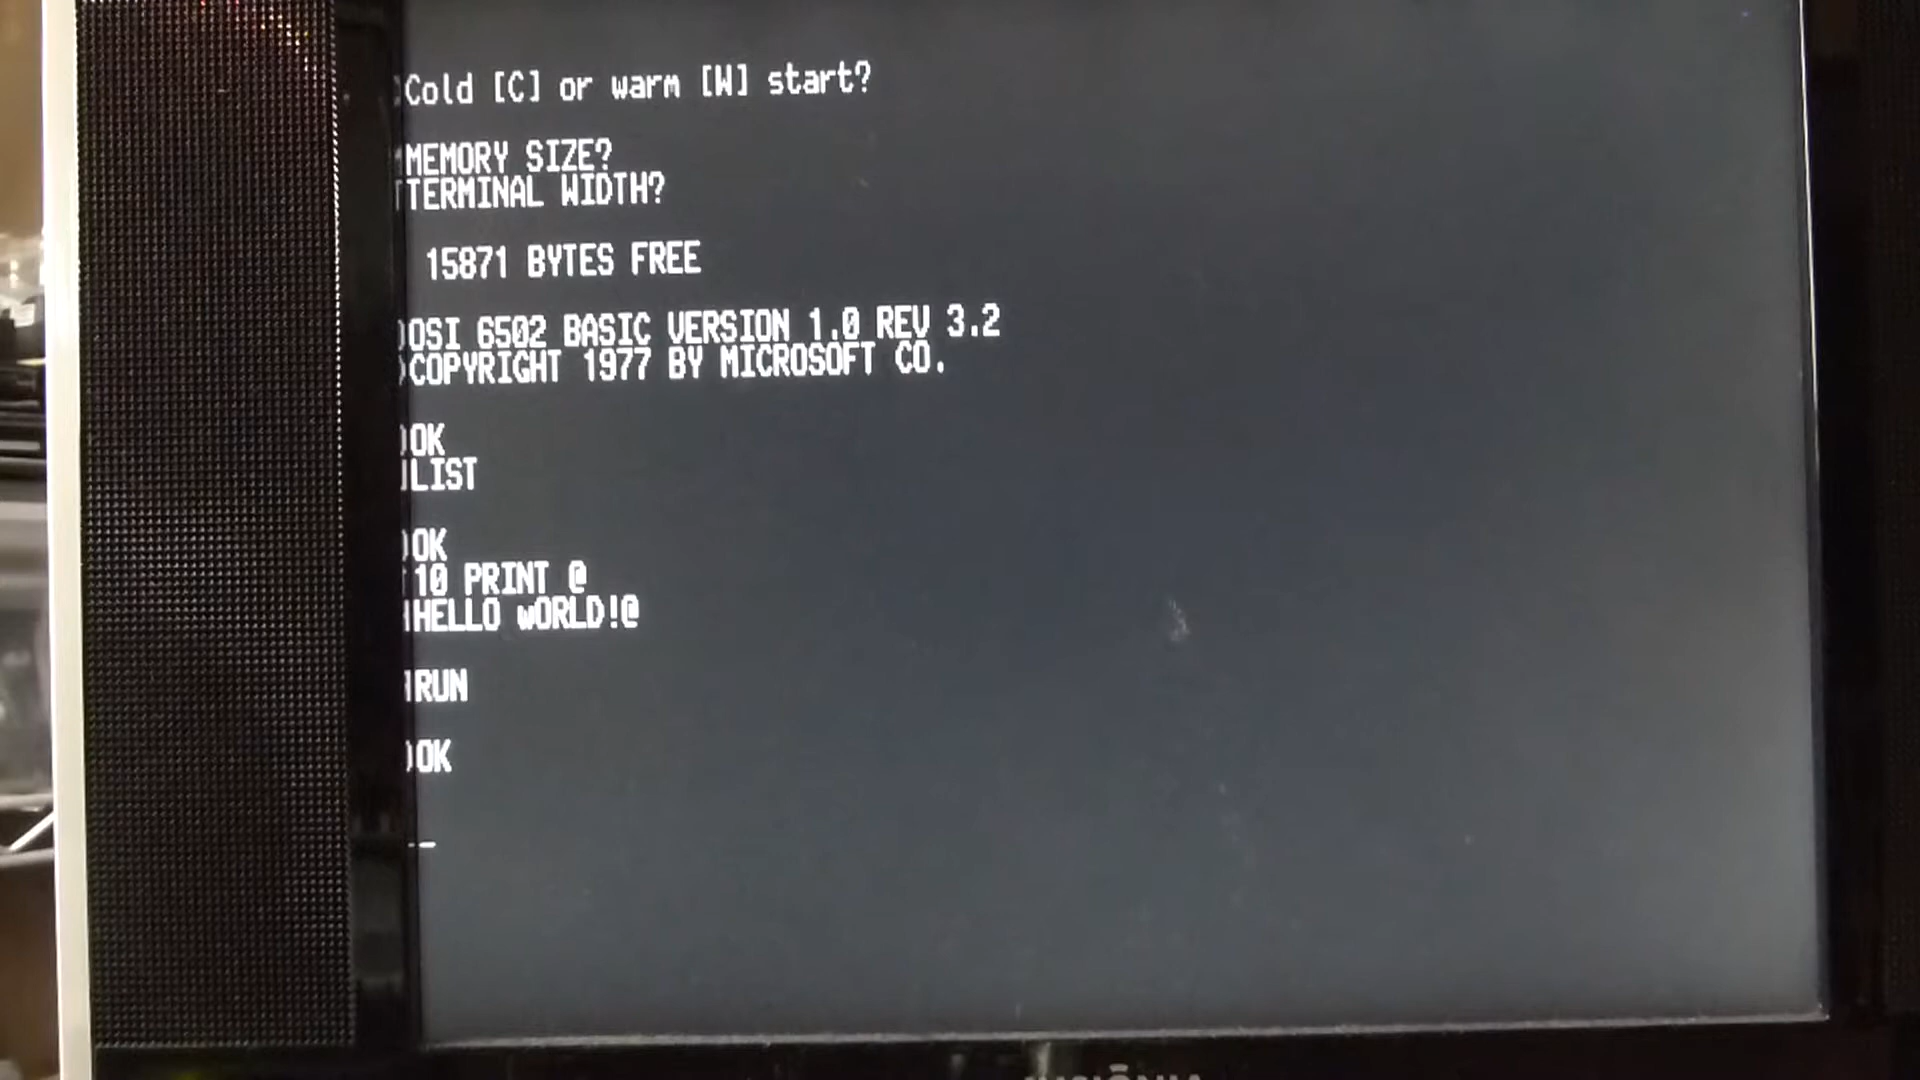 Cold [C] or warm [W] start?
MEMORY SIZE?
TERMINAL WIDTH?
15871 BYTES FREE
OSI 6502 BASIC VERSION 1.0 REV 3.2
COPYRIGHT 1977 BY MICROSOFT CO.
OK
LIST
OK
10 PRINT @
HELLO wORLD!@
RUN
OK